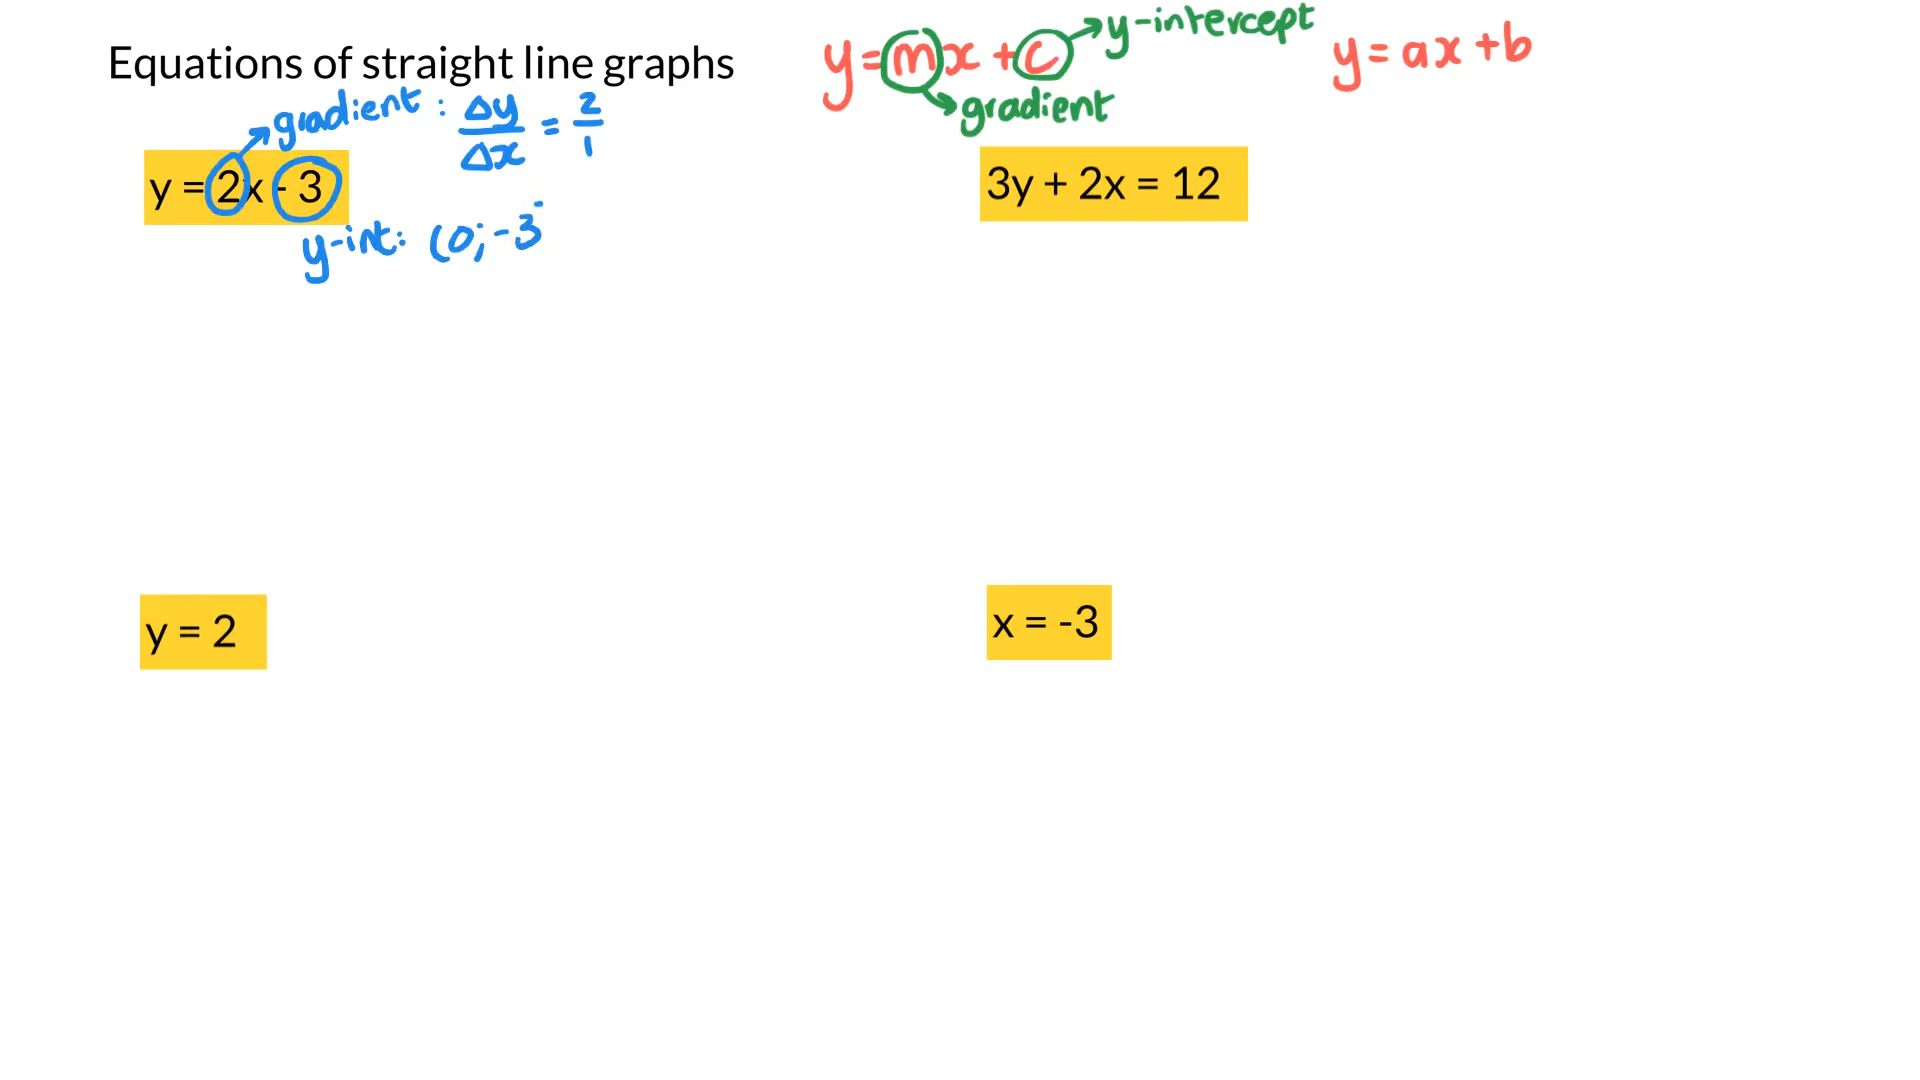 Equations of straight line graphs
y = mx + c
y-intercept
gradient
y = ax + b
gradient : Δy/Δx = 2/1
y = 2x - 3
y-int: (0; -3
3y + 2x = 12
y = 2
x = -3